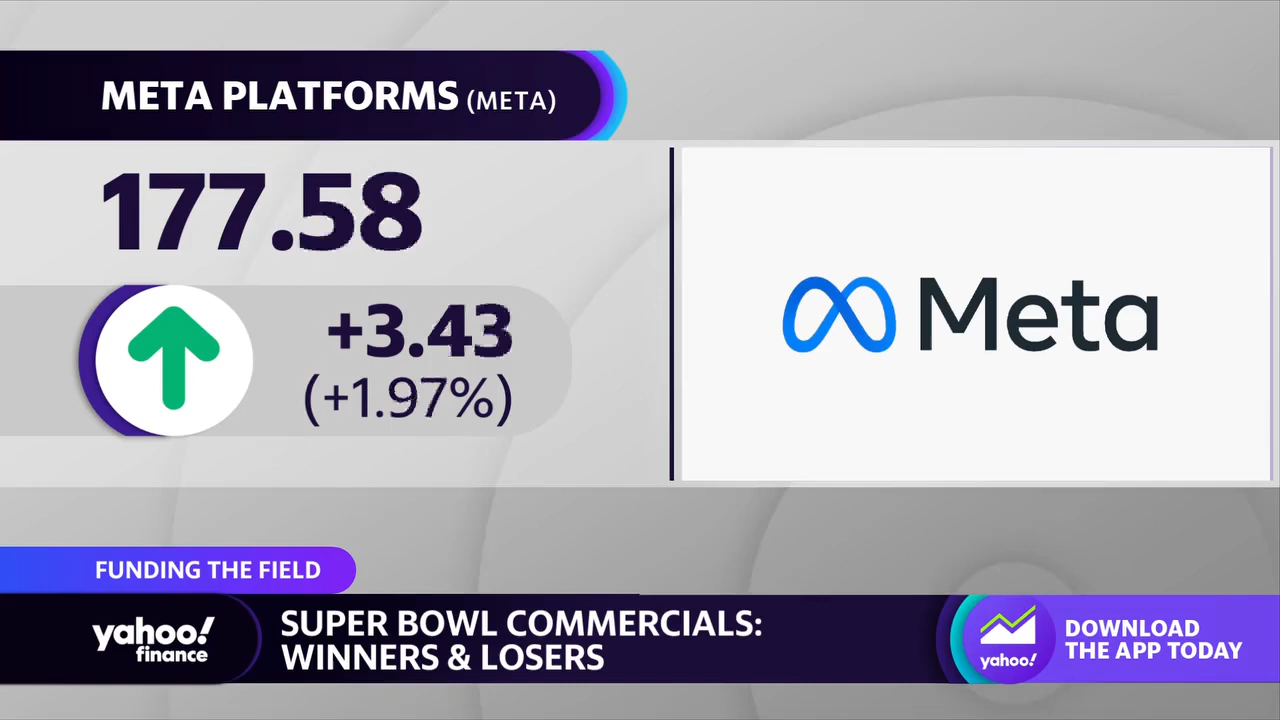 META PLATFORMS (META)
177.58
+3.43
(+1.97%)
Meta
FUNDING THE FIELD
yahoo!
finance
SUPER BOWL COMMERCIALS:
WINNERS & LOSERS
yahoo!
DOWNLOAD
THE APP TODAY